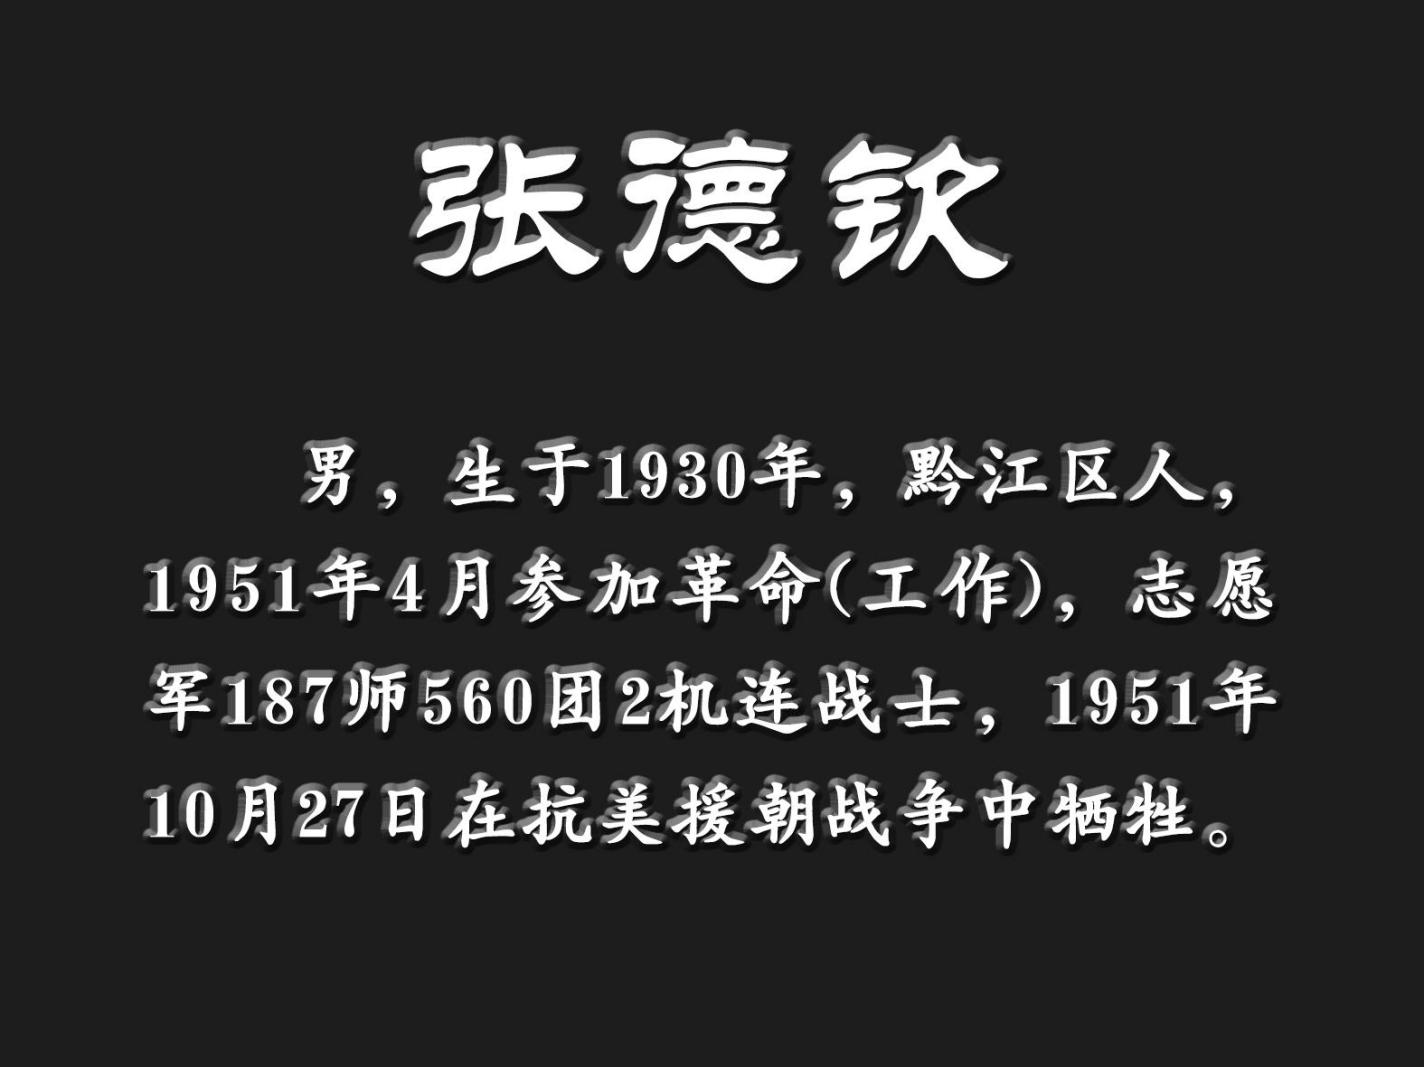 张德钦
男，生于1930年，黔江区人，
1951年4月参加革命(工作)，志愿
军187师560团2机连战士，1951年
10月27日在抗美援朝战争中牺牲。